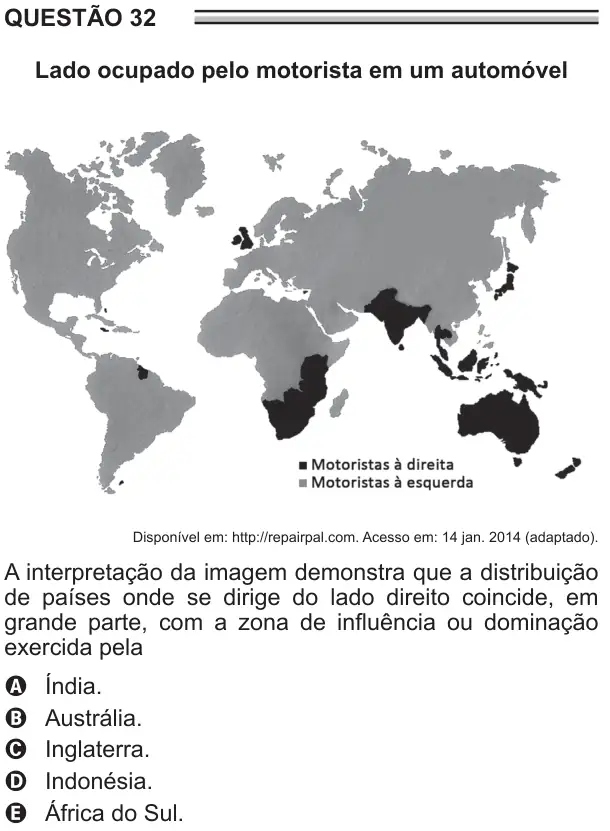 QUESTÃO 32
Lado ocupado pelo motorista em um automóvel
Motoristas à direita
Motoristas à esquerda
Disponível em: http://repairpal.com. Acesso em: 14 jan. 2014 (adaptado).
A interpretação da imagem demonstra que a distribuição
de países onde se dirige do lado direito coincide, em
grande parte, com a zona de influência ou dominação
exercida pela
A Índia.
B Austrália.
C Inglaterra.
D Indonésia.
E África do Sul.